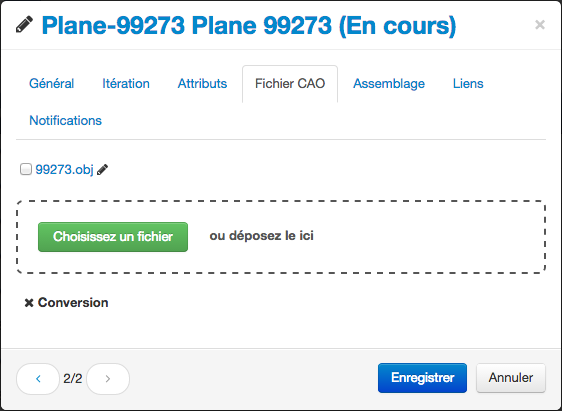 Plane-99273 Plane 99273 (En cours)
×
Général Itération Attributs Fichier CAO Assemblage Liens
Notifications
99273.obj
Choisissez un fichier ou déposez le ici
Conversion
2/2 Enregistrer Annuler